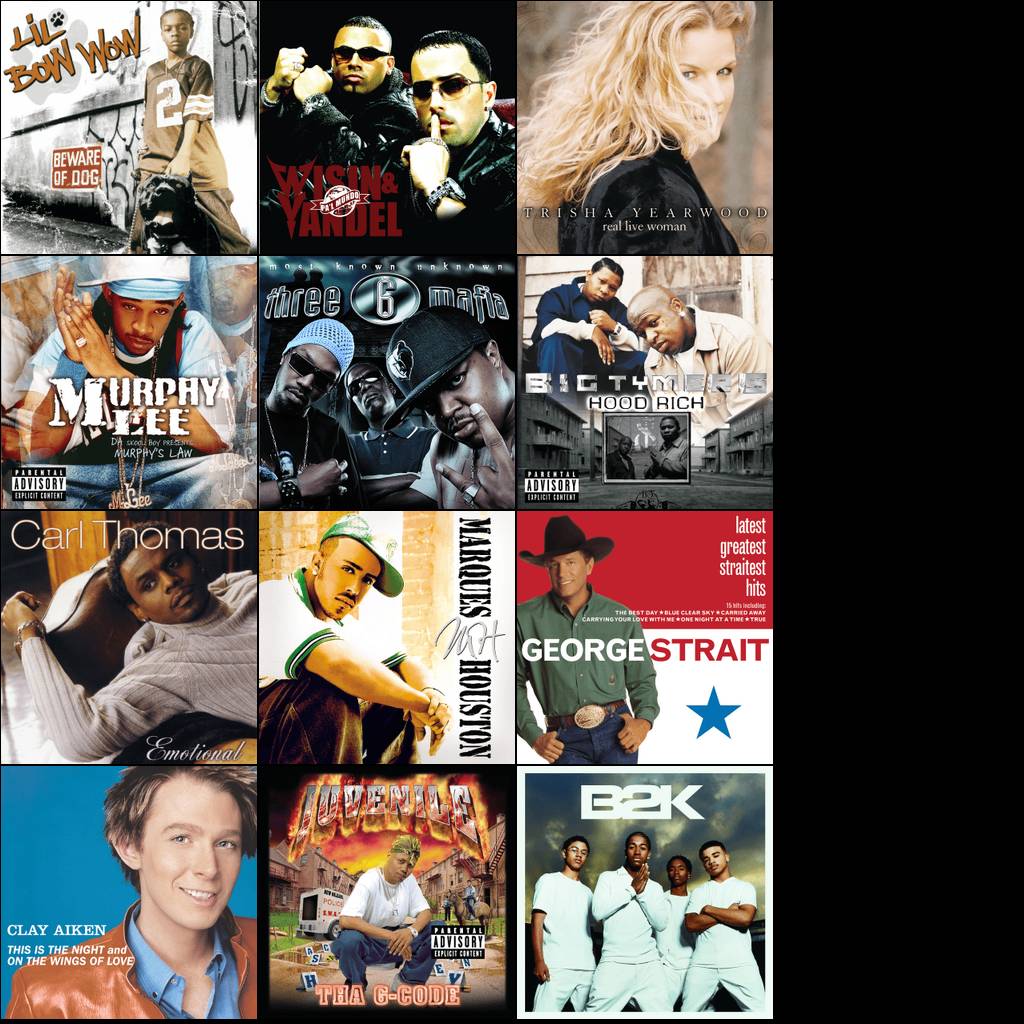 LIL'
BOW WOW
2
BEWARE
OF DOG
WISIN &
PA'L MUNDO
YANDEL
TRISHA YEARWOOD
real live woman
MURPHY
LEE
DA SKOOL BOY PRESENTS
MURPHY'S LAW
PARENTAL
ADVISORY
EXPLICIT CONTENT
most known unknown
three 6 mafia
BIG TYMERS
HOOD RICH
PARENTAL
ADVISORY
EXPLICIT CONTENT
Carl Thomas
Emotional
MARQUES HOUSTON
MH
latest
greatest
straitest
hits
15 hits including:
THE BEST DAY ★ BLUE CLEAR SKY ★ CARRIED AWAY
CARRYING YOUR LOVE WITH ME ★ ONE NIGHT AT A TIME ★ TRUE
GEORGE STRAIT
CLAY AIKEN
THIS IS THE NIGHT and
ON THE WINGS OF LOVE
JUVENILE
NEW ORLEANS
POLICE
S.W.A.T.
PARENTAL
ADVISORY
EXPLICIT CONTENT
THA G-CODE
B2K